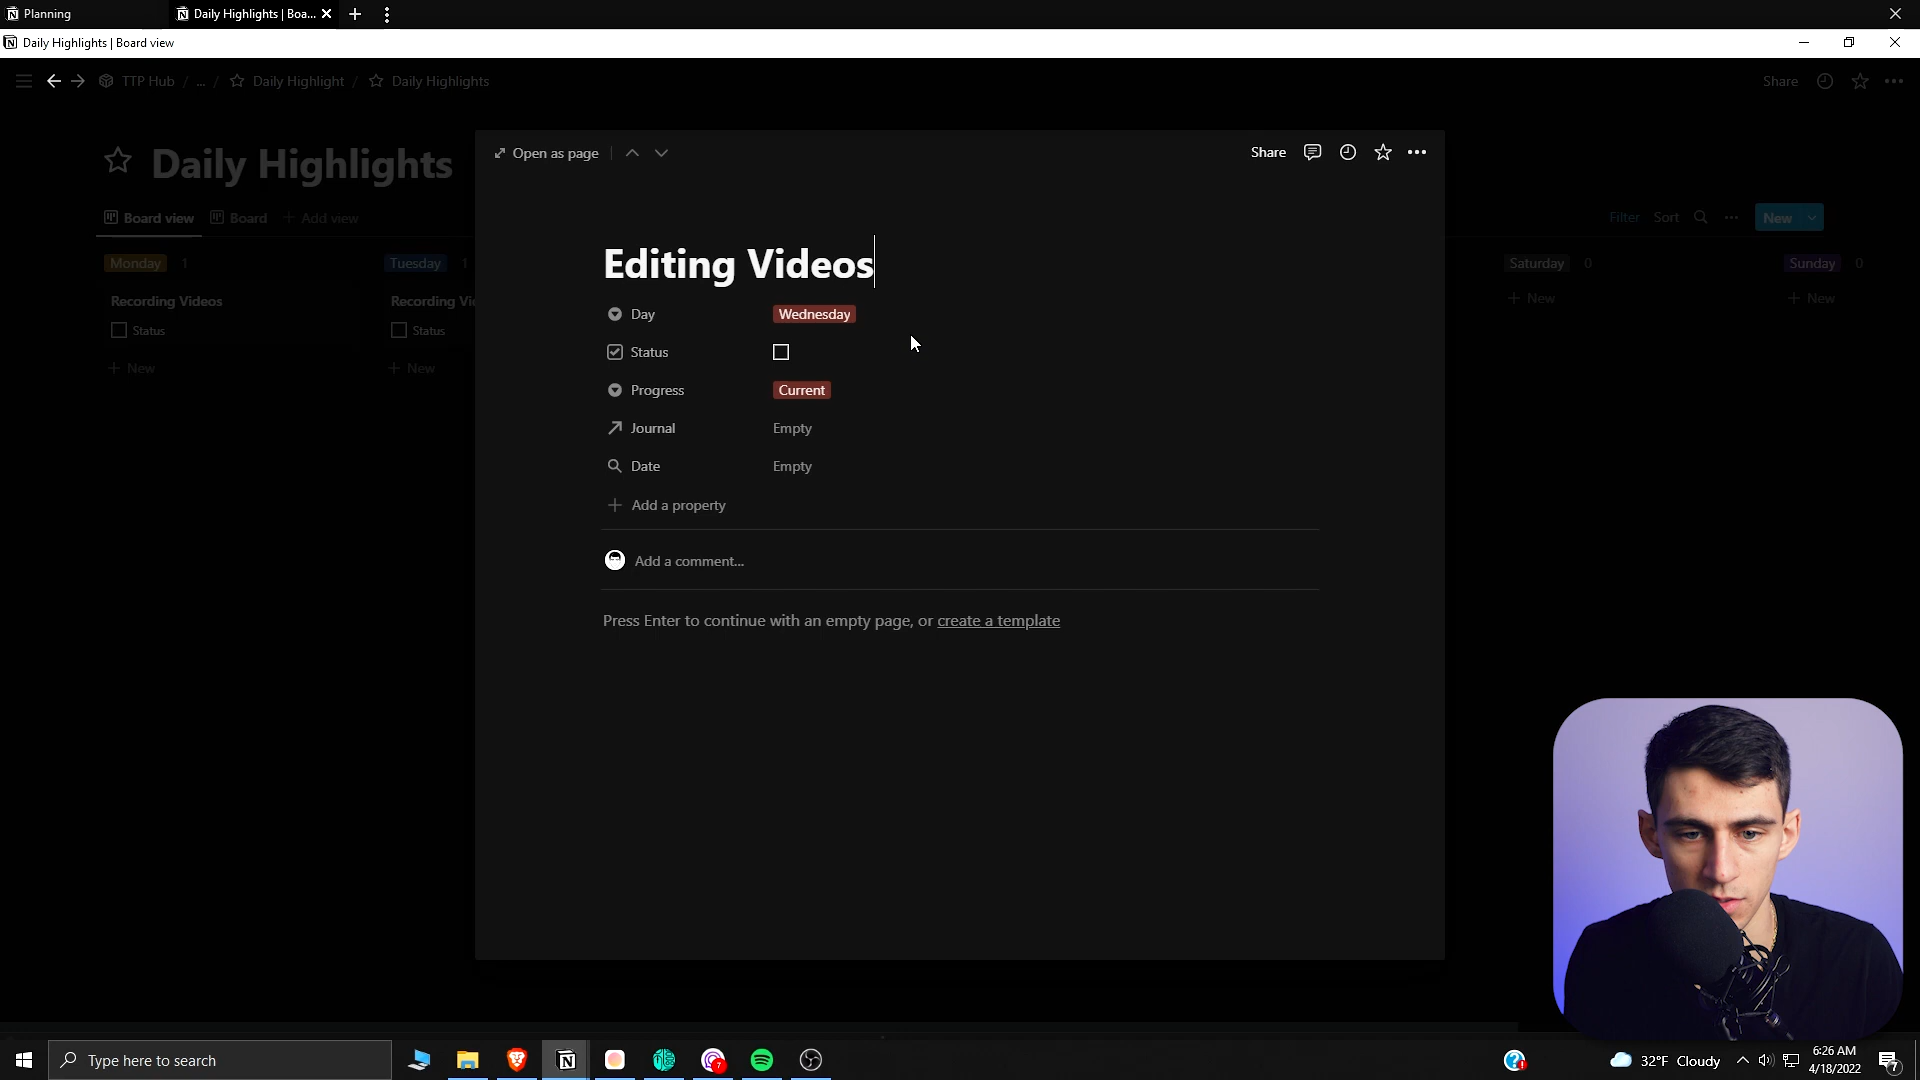 Planning
Daily Highlights | Boa...
Daily Highlights | Board view
TTP Hub / ... / Daily Highlight / Daily Highlights
Share
Daily Highlights
Board view
Board
Add view
Filter
Sort
New
Monday 1
Recording Videos
Status
New
Tuesday 1
Recording Vi
Status
New
Saturday 0
New
Sunday 0
New
Open as page
Share
Editing Videos
Day Wednesday
Status
Progress Current
Journal Empty
Date Empty
Add a property
Add a comment...
Press Enter to continue with an empty page, or create a template
Type here to search
7
32°F Cloudy
6:26 AM
4/18/2022
7